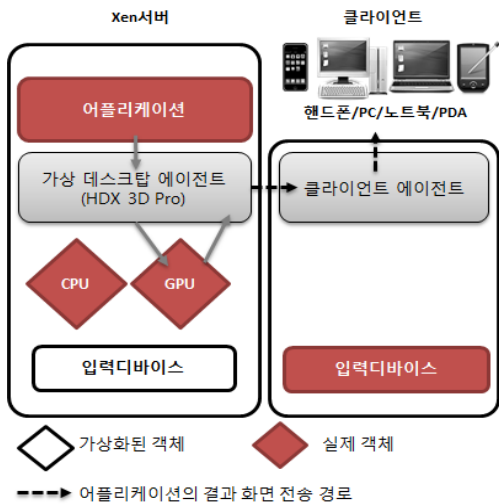 Xen서버
클라이언트
핸드폰/PC/노트북/PDA
어플리케이션
가상 데스크탑 에이전트
(HDX 3D Pro)
클라이언트 에이전트
CPU
GPU
입력디바이스
입력디바이스
가상화된 객체
실제 객체
어플리케이션의 결과 화면 전송 경로